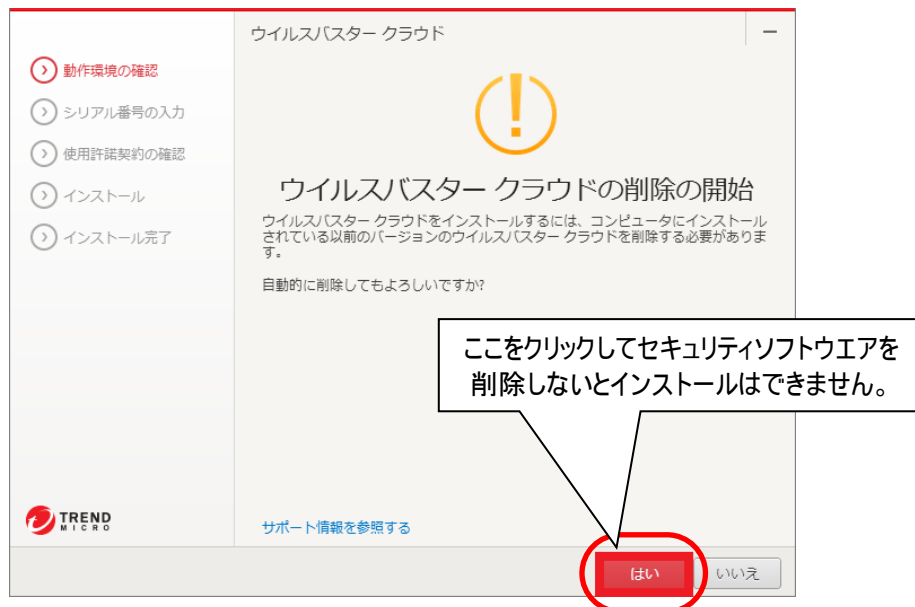 ウイルスバスター クラウド
動作環境の確認
シリアル番号の入力
使用許諾契約の確認
インストール
インストール完了
ウイルスバスター クラウドの削除の開始
ウイルスバスター クラウドをインストールするには、コンピュータにインストール
されている以前のバージョンのウイルスバスター クラウドを削除する必要がありま
す。
自動的に削除してもよろしいですか?
ここをクリックしてセキュリティソフトウエアを
削除しないとインストールはできません。
TREND
MICRO
サポート情報を参照する
はい
いいえ